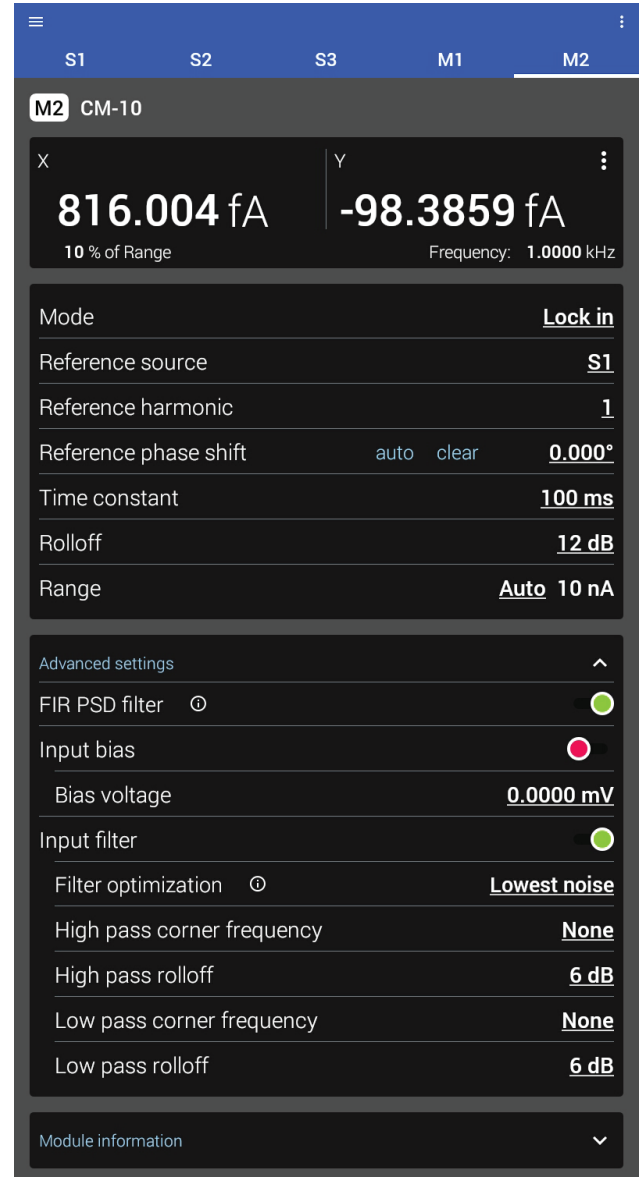 S1 S2 S3 M1 M2
M2 CM-10
X Y
816.004 fA -98.3859 fA
10 % of Range Frequency: 1.0000 kHz
Mode Lock in
Reference source S1
Reference harmonic 1
Reference phase shift auto clear 0.000°
Time constant 100 ms
Rolloff 12 dB
Range Auto 10 nA
Advanced settings
FIR PSD filter
Input bias
Bias voltage 0.0000 mV
Input filter
Filter optimization Lowest noise
High pass corner frequency None
High pass rolloff 6 dB
Low pass corner frequency None
Low pass rolloff 6 dB
Module information